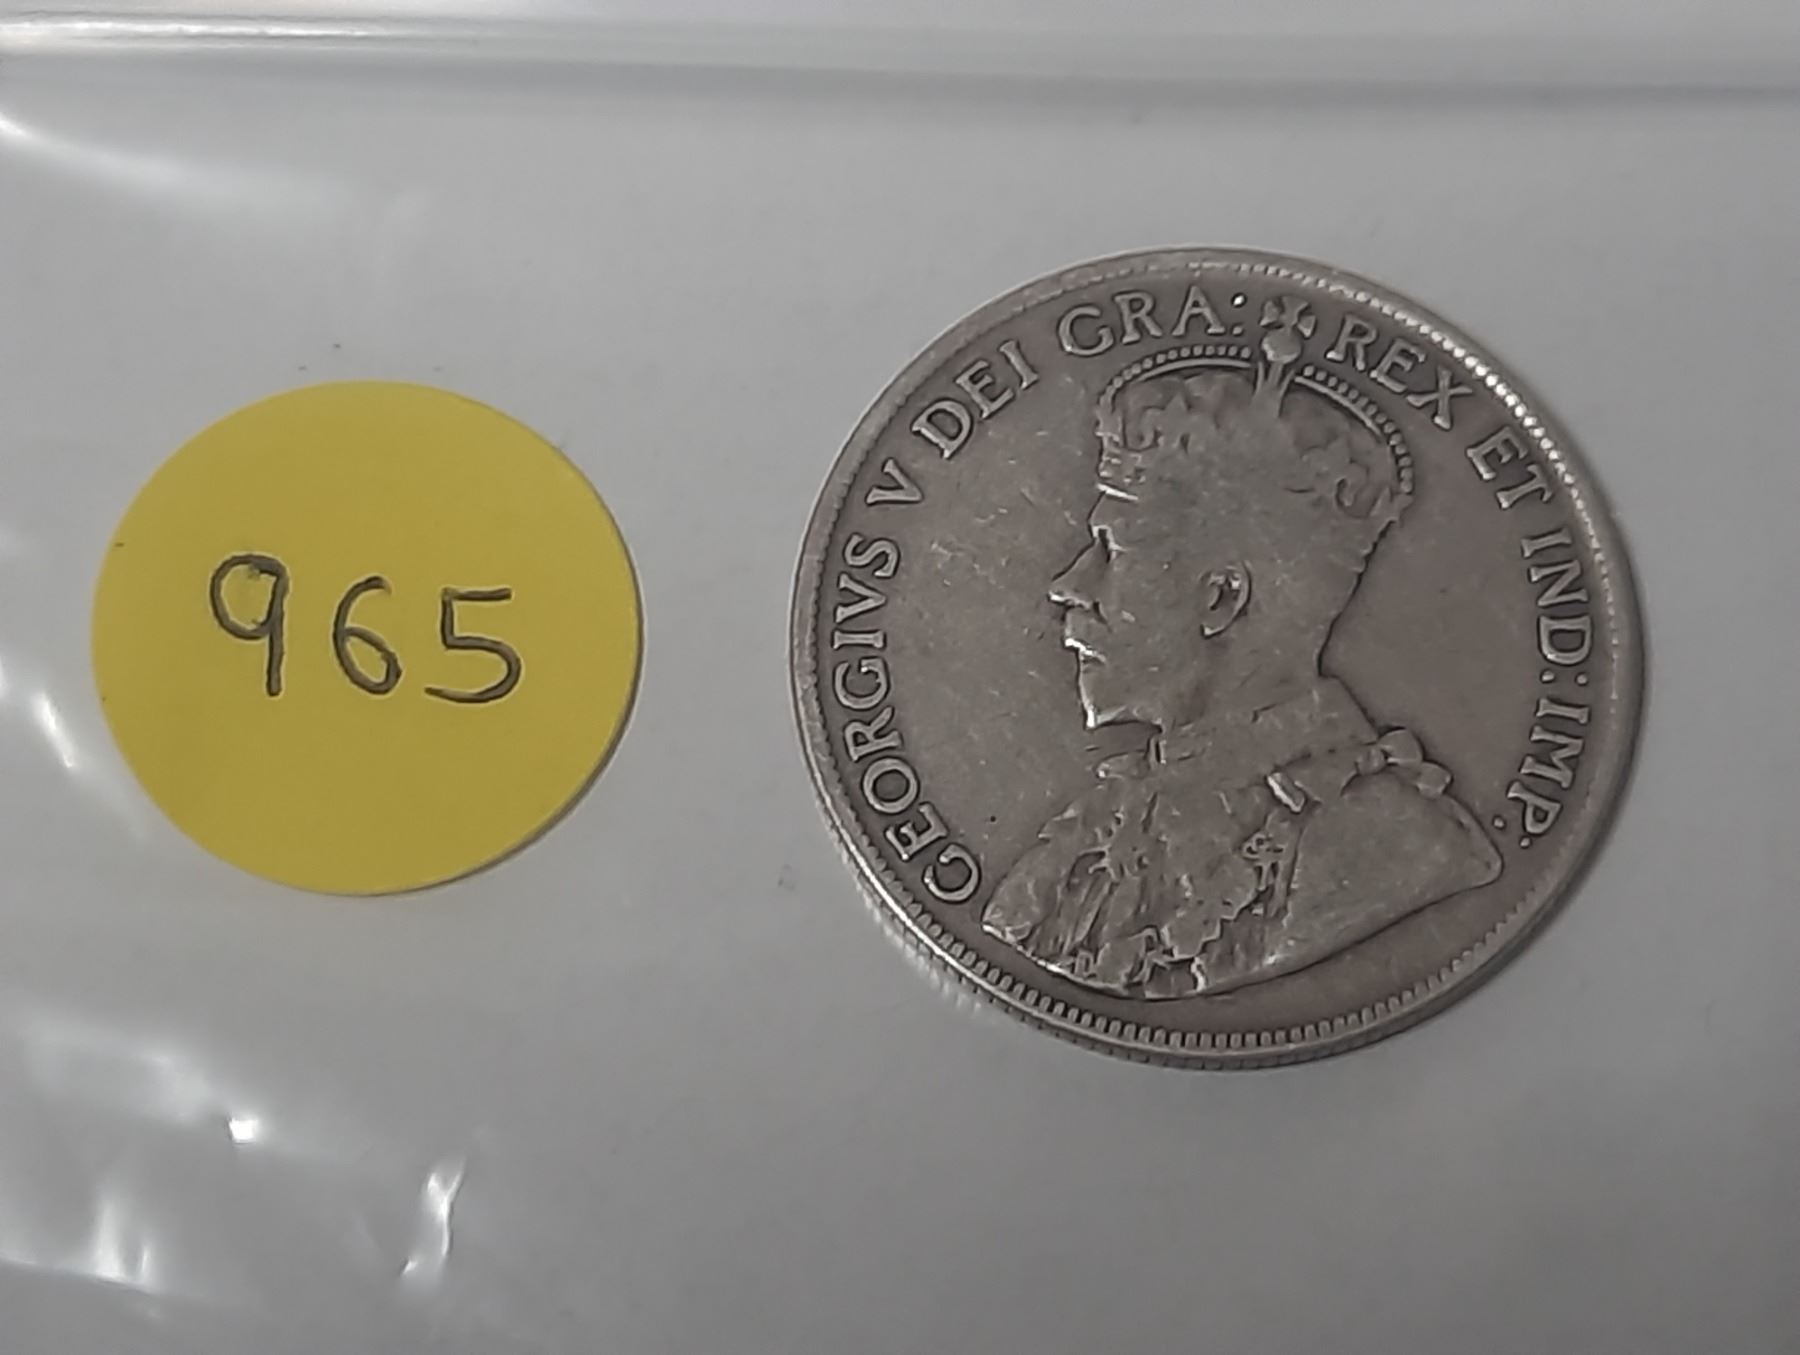 965
GEORGIVS V DEI GRA: REX ET IND: IMP: